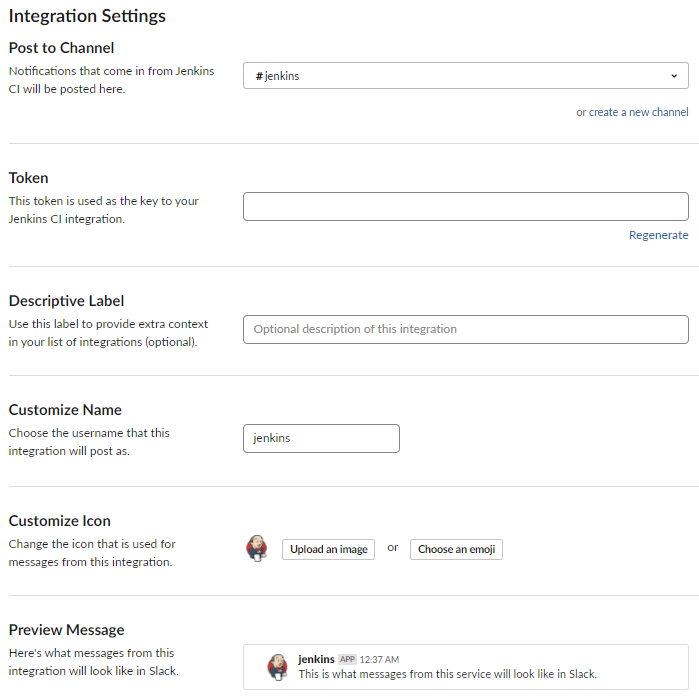 Integration Settings
Post to Channel
Notifications that come in from Jenkins
CI will be posted here.
#jenkins
or create a new channel
Token
This token is used as the key to your
Jenkins CI integration.
Regenerate
Descriptive Label
Use this label to provide extra context
in your list of integrations (optional).
Optional description of this integration
Customize Name
Choose the username that this
integration will post as.
jenkins
Customize Icon
Change the icon that is used for
messages from this integration.
Upload an image or Choose an emoji
Preview Message
Here's what messages from this
integration will look like in Slack.
jenkins APP 12:37 AM
This is what messages from this service will look like in Slack.